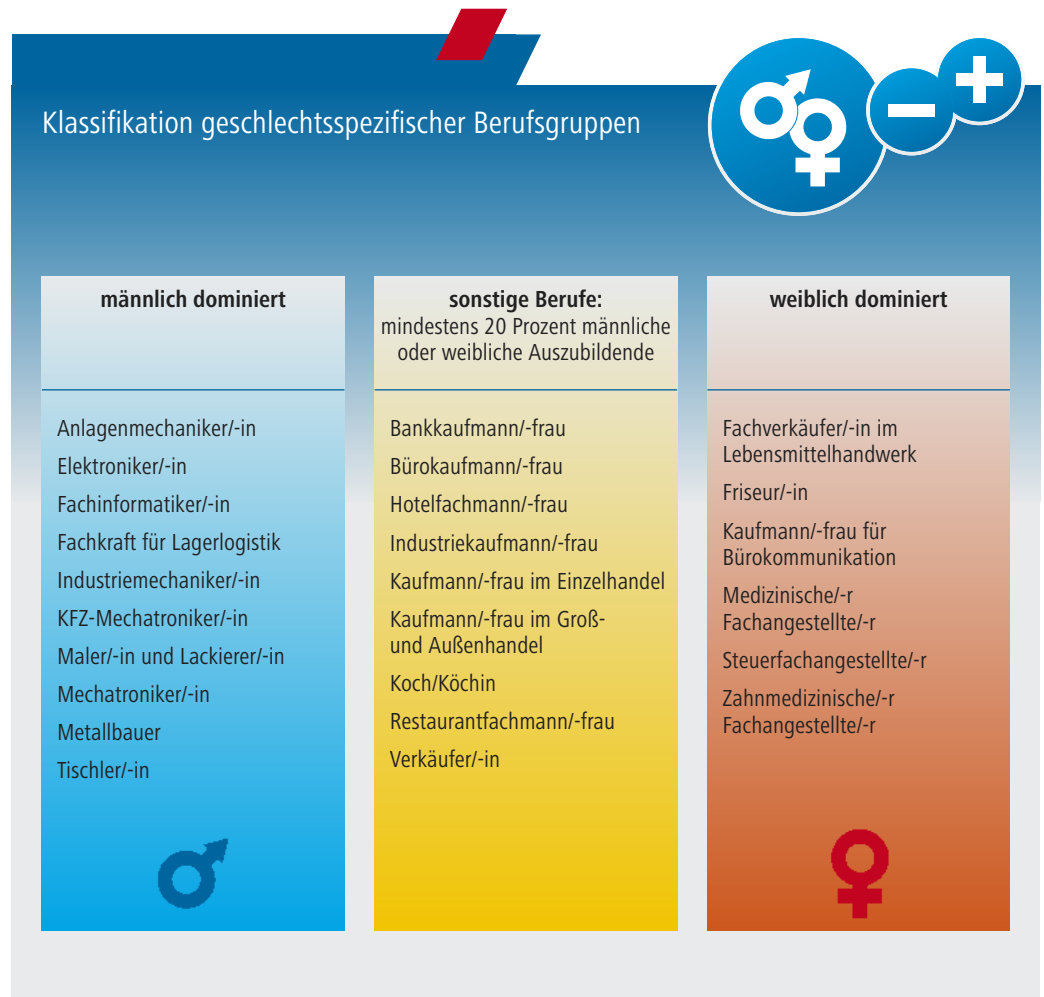 Klassifikation geschlechtsspezifischer Berufsgruppen
männlich dominiert
Anlagenmechaniker/-in
Elektroniker/-in
Fachinformatiker/-in
Fachkraft für Lagerlogistik
Industriemechaniker/-in
KFZ-Mechatroniker/-in
Maler/-in und Lackierer/-in
Mechatroniker/-in
Metallbauer
Tischler/-in
sonstige Berufe:
mindestens 20 Prozent männliche
oder weibliche Auszubildende
Bankkaufmann/-frau
Bürokaufmann/-frau
Hotelfachmann/-frau
Industriekaufmann/-frau
Kaufmann/-frau im Einzelhandel
Kaufmann/-frau im Groß-
und Außenhandel
Koch/Köchin
Restaurantfachmann/-frau
Verkäufer/-in
weiblich dominiert
Fachverkäufer/-in im
Lebensmittelhandwerk
Friseur/-in
Kaufmann/-frau für
Bürokommunikation
Medizinische/-r
Fachangestellte/-r
Steuerfachangestellte/-r
Zahnmedizinische/-r
Fachangestellte/-r